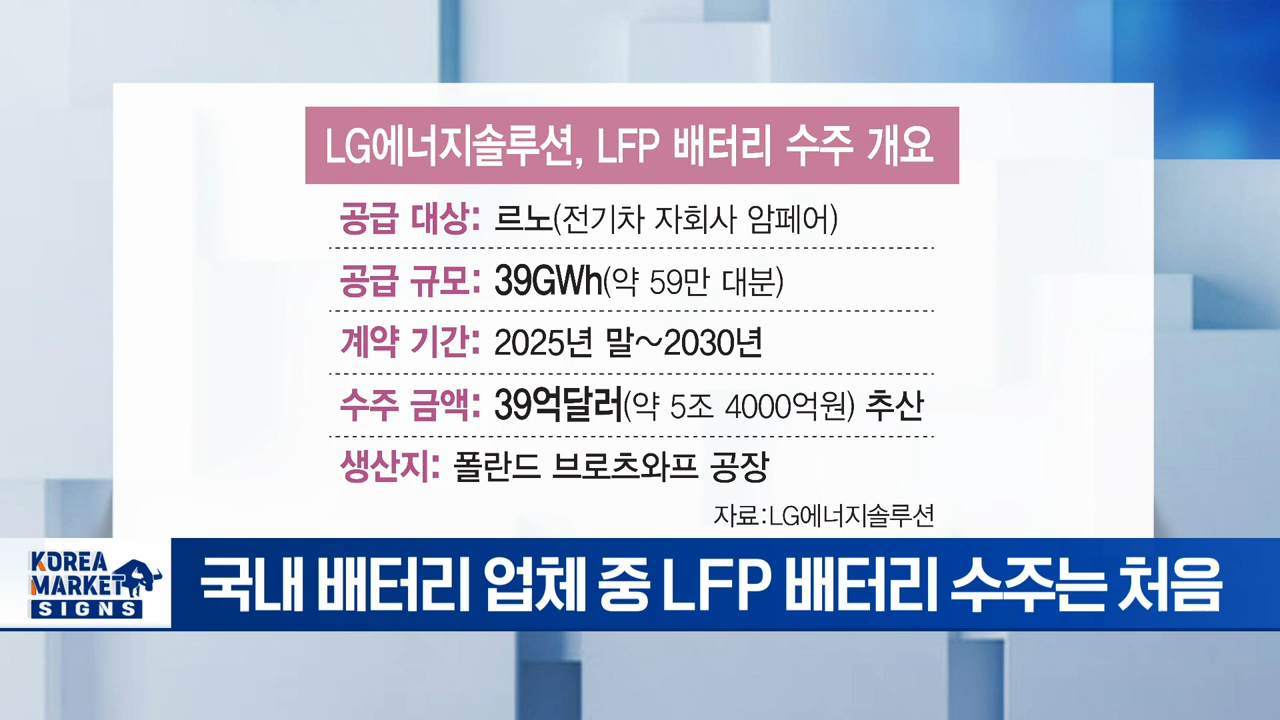 LG에너지솔루션, LFP 배터리 수주 개요
공급 대상: 르노(전기차 자회사 암페어)
공급 규모: 39GWh(약 59만 대분)
계약 기간: 2025년 말~2030년
수주 금액: 39억달러(약 5조 4000억원) 추산
생산지: 폴란드 브로츠와프 공장
자료:LG에너지솔루션
KOREA
MARKET
SIGNS
국내 배터리 업체 중 LFP 배터리 수주는 처음